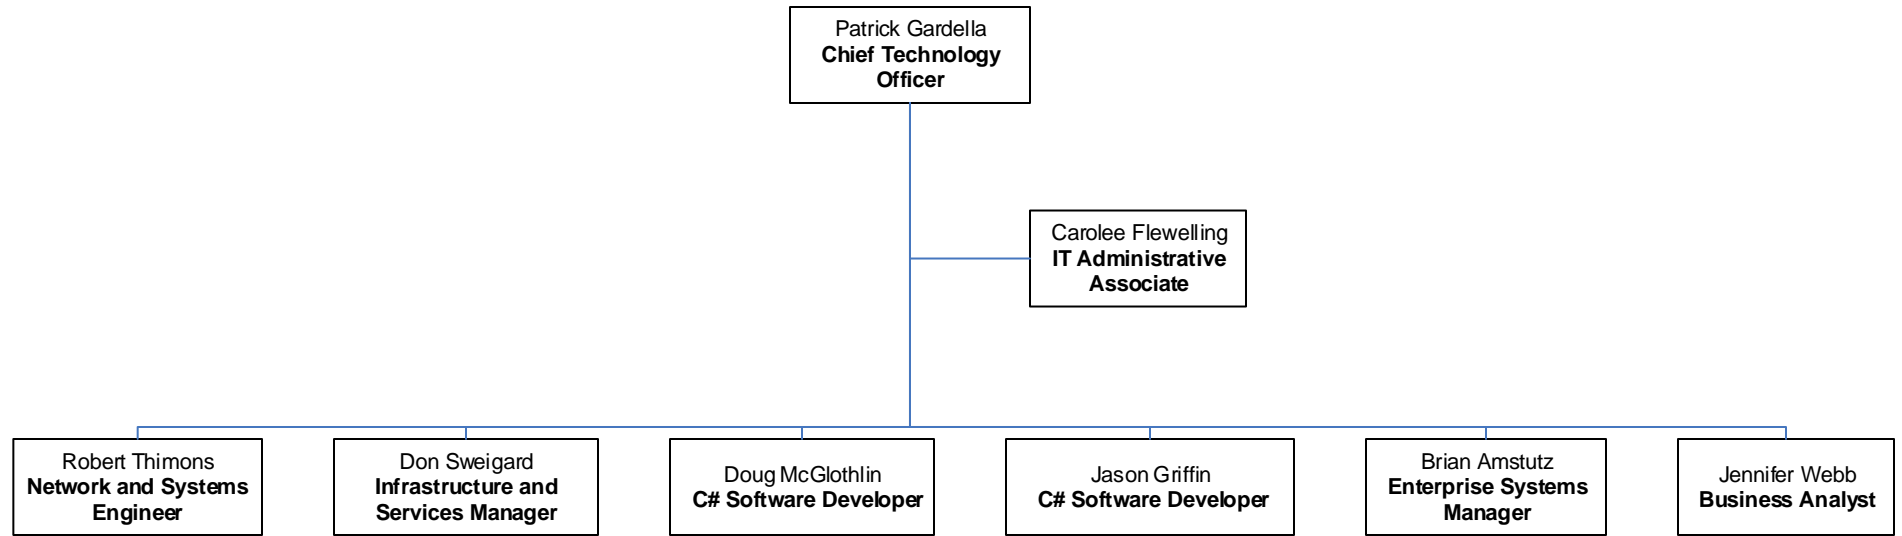 Patrick Gardella
Chief Technology
Officer
Carolee Flewelling
IT Administrative
Associate
Robert Thimons
Network and Systems
Engineer
Don Sweigard
Infrastructure and
Services Manager
Doug McGlothlin
C# Software Developer
Jason Griffin
C# Software Developer
Brian Amstutz
Enterprise Systems
Manager
Jennifer Webb
Business Analyst